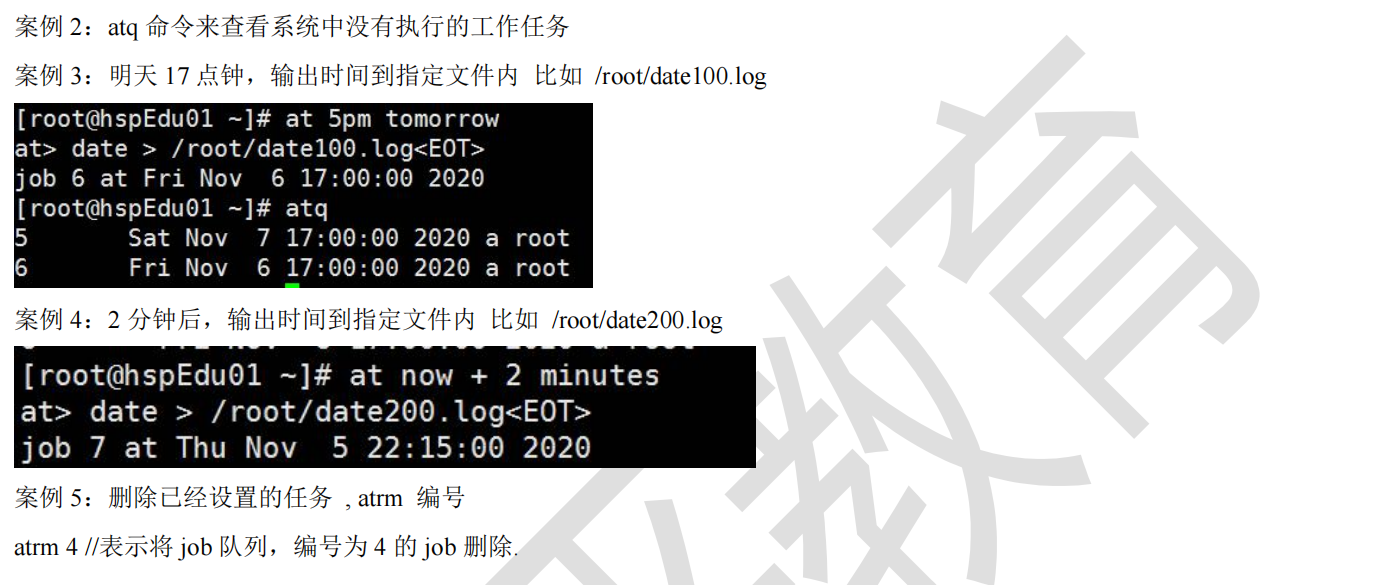 案例 2：atq 命令来查看系统中没有执行的工作任务
案例 3：明天 17 点钟，输出时间到指定文件内 比如 /root/date100.log
[root@hspEdu01 ~]# at 5pm tomorrow
at> date > /root/date100.log<EOT>
job 6 at Fri Nov  6 17:00:00 2020
[root@hspEdu01 ~]# atq
5       Sat Nov  7 17:00:00 2020 a root
6       Fri Nov  6 17:00:00 2020 a root
案例 4：2 分钟后，输出时间到指定文件内 比如 /root/date200.log
[root@hspEdu01 ~]# at now + 2 minutes
at> date > /root/date200.log<EOT>
job 7 at Thu Nov  5 22:15:00 2020
案例 5：删除已经设置的任务 , atrm 编号
atrm 4 //表示将 job 队列，编号为 4 的 job 删除.
教育